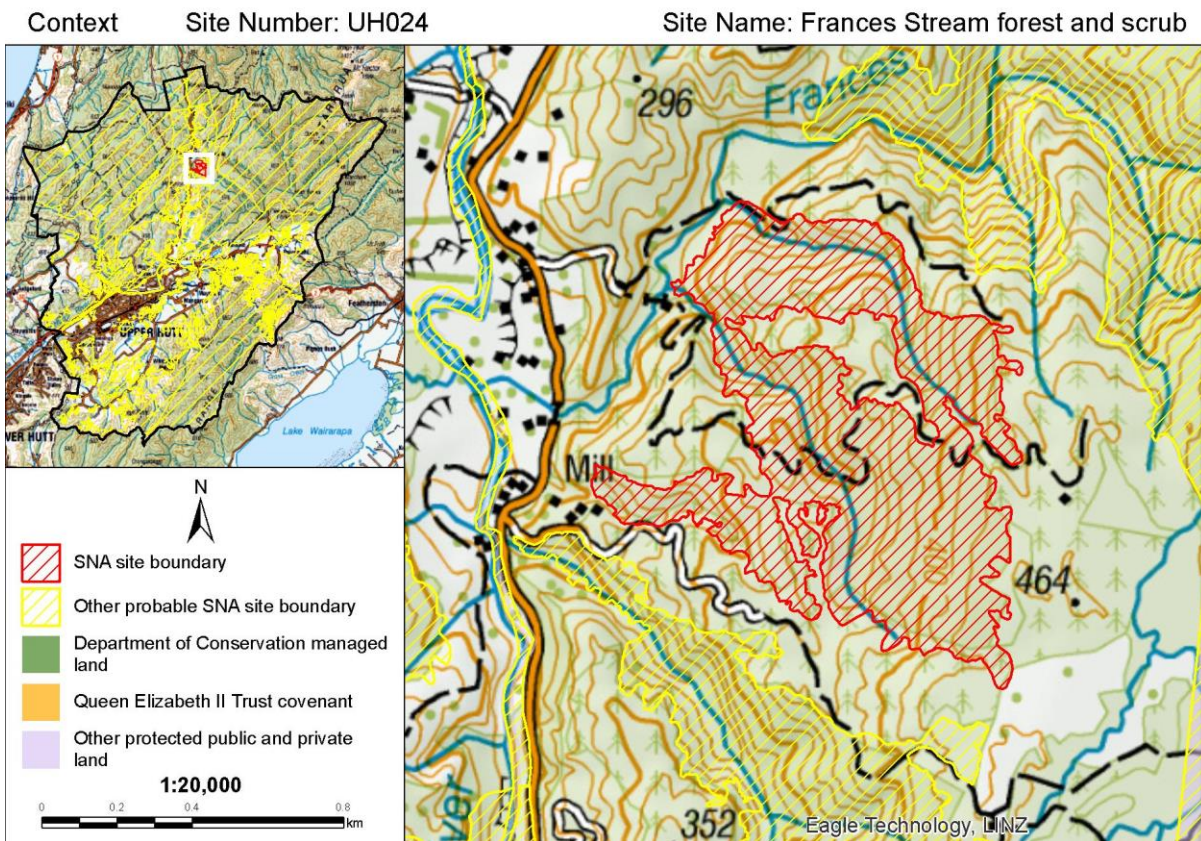 Context
Site Number: UH024
Site Name: Frances Stream forest and scrub
UPPER HUTT
Featherston
Lake Wairarapa
N
SNA site boundary
Other probable SNA site boundary
Department of Conservation managed
land
Queen Elizabeth II Trust covenant
Other protected public and private
land
1:20,000
0 0.2 0.4 0.8
km
296
Frances
Mill
464
352
Eagle Technology, LINZ